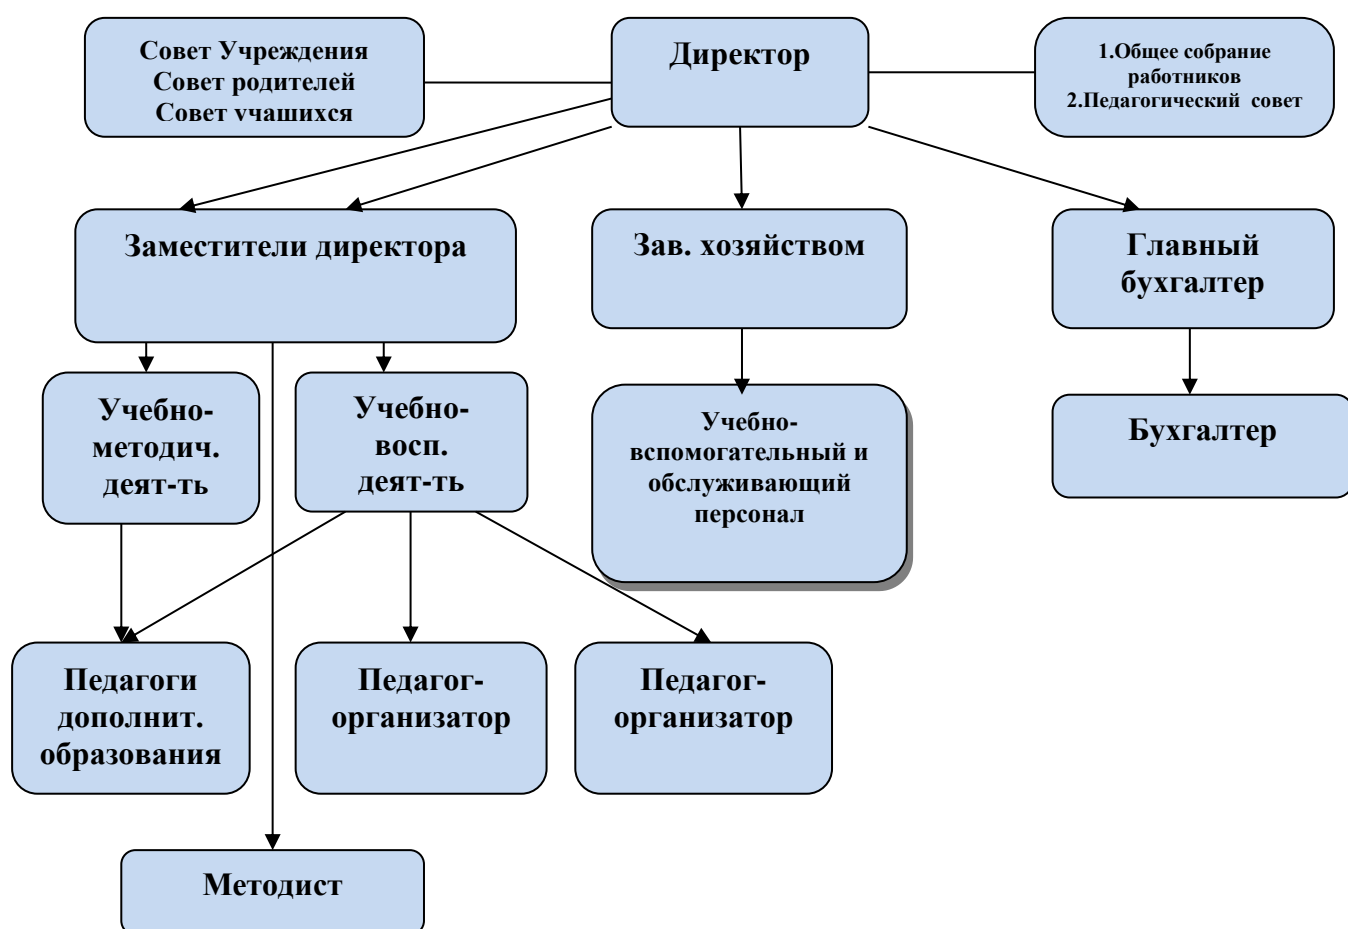 Совет Учреждения
Совет родителей
Совет учащихся
Директор
1.Общее собрание
работников
2.Педагогический совет
Заместители директора
Зав. хозяйством
Главный
бухгалтер
Учебно-
методич.
деят-ть
Учебно-
восп.
деят-ть
Учебно-
вспомогательный и
обслуживающий
персонал
Бухгалтер
Педагоги
дополнит.
образования
Педагог-
организатор
Педагог-
организатор
Методист